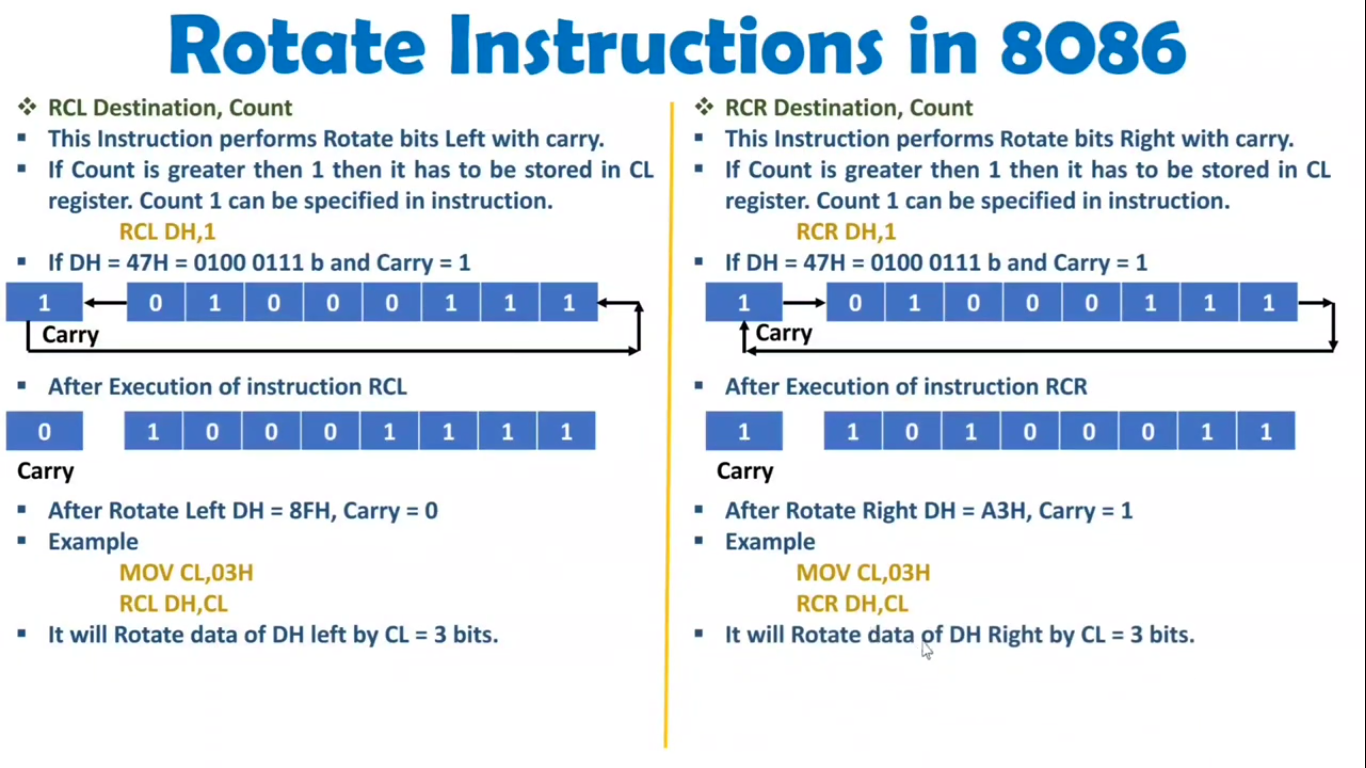 Rotate Instructions in 8086
❖ RCL Destination, Count
▪ This Instruction performs Rotate bits Left with carry.
▪ If Count is greater then 1 then it has to be stored in CL
register. Count 1 can be specified in instruction.
RCL DH,1
▪ If DH = 47H = 0100 0111 b and Carry = 1
1 0 1 0 0 0 1 1 1
Carry
▪ After Execution of instruction RCL
0 1 0 0 0 1 1 1 1
Carry
▪ After Rotate Left DH = 8FH, Carry = 0
▪ Example
MOV CL,03H
RCL DH,CL
▪ It will Rotate data of DH left by CL = 3 bits.
❖ RCR Destination, Count
▪ This Instruction performs Rotate bits Right with carry.
▪ If Count is greater then 1 then it has to be stored in CL
register. Count 1 can be specified in instruction.
RCR DH,1
▪ If DH = 47H = 0100 0111 b and Carry = 1
1 0 1 0 0 0 1 1 1
Carry
▪ After Execution of instruction RCR
1 1 0 1 0 0 0 1 1
Carry
▪ After Rotate Right DH = A3H, Carry = 1
▪ Example
MOV CL,03H
RCR DH,CL
▪ It will Rotate data of DH Right by CL = 3 bits.